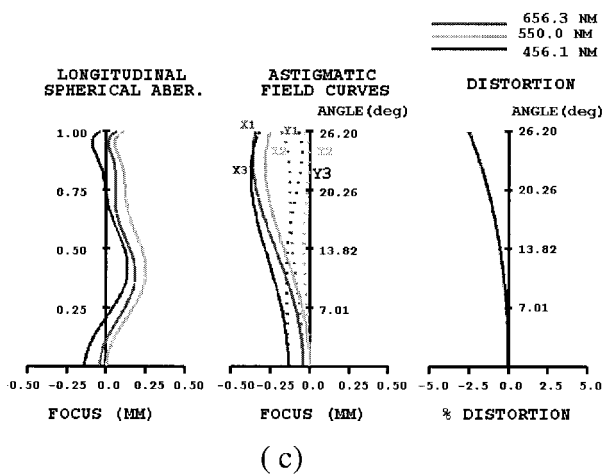 656.3 NM
550.0 NM
456.1 NM
LONGITUDINAL
SPHERICAL ABER.
1.00
0.75
0.50
0.25
-0.50 -0.25 0.0 0.25 0.50
FOCUS (MM)
ASTIGMATIC
FIELD CURVES
ANGLE(deg)
X1 Y1 26.20
X2 Y2
X3 Y3
20.26
13.82
7.01
-0.50 -0.25 0.0 0.25 0.50
FOCUS (MM)
DISTORTION
ANGLE(deg)
26.20
20.26
13.82
7.01
-5.0 -2.5 0.0 2.5 5.0
% DISTORTION
(c)